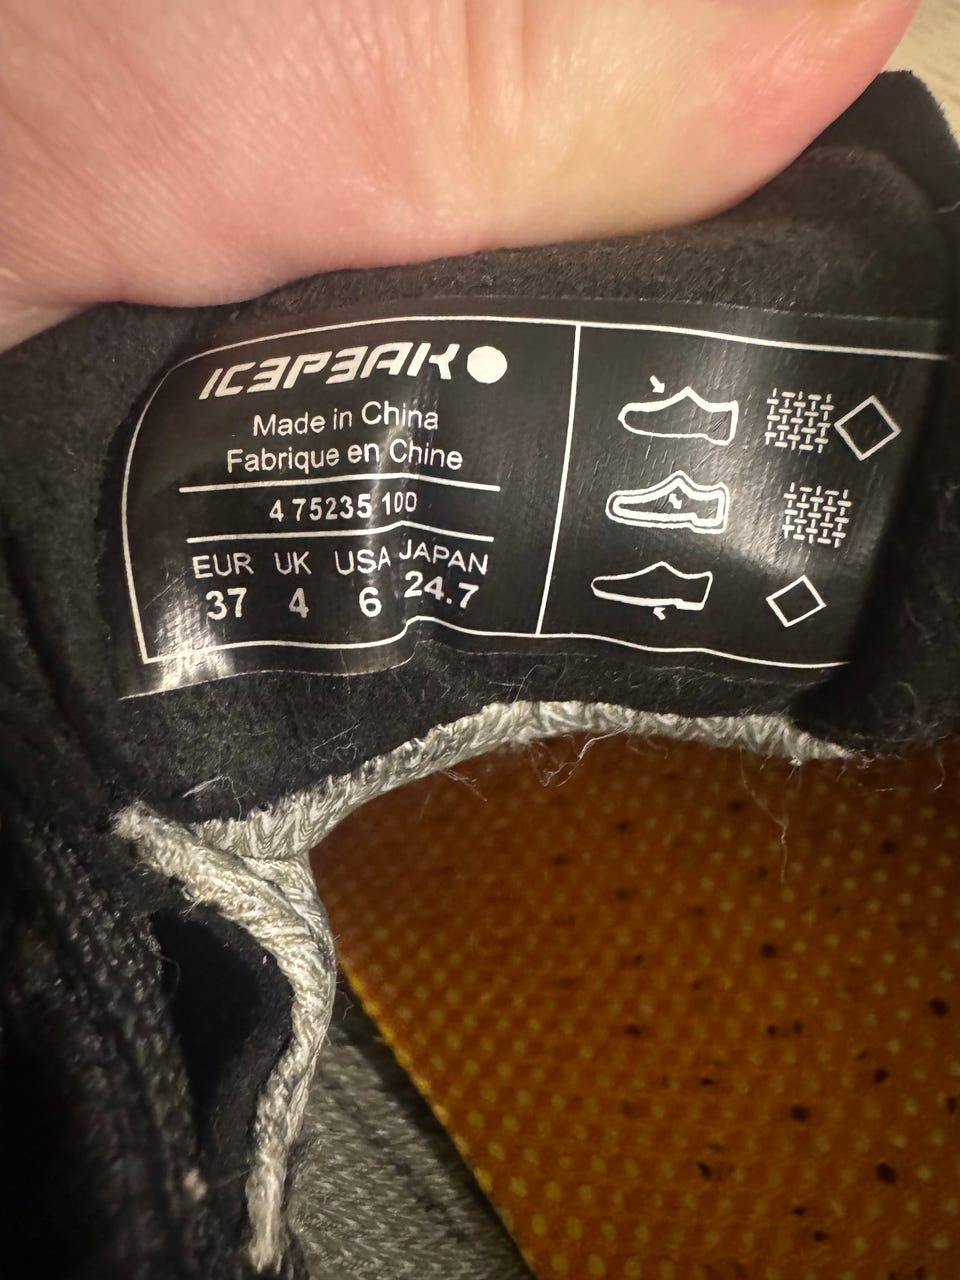 ICEPEAK
Made in China
Fabrique en Chine
4 75235 100
EUR UK USA JAPAN
37 4 6 24.7